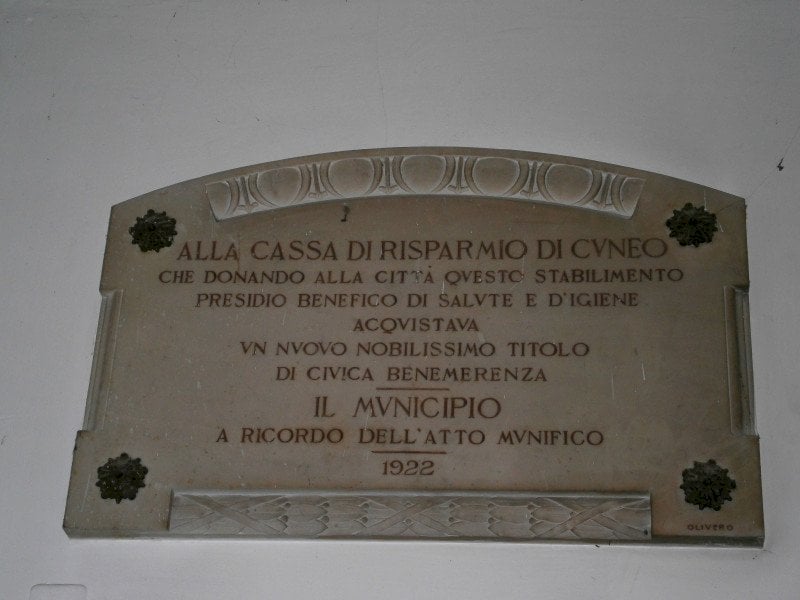 ALLA CASSA DI RISPARMIO DI CVNEO
CHE DONANDO ALLA CITTÀ QVESTO STABILIMENTO
PRESIDIO BENEFICO DI SALVTE E D'IGIENE
ACQVISTAVA
VN NVOVO NOBILISSIMO TITOLO
DI CIVICA BENEMERENZA
IL MVNICIPIO
A RICORDO DELL'ATTO MVNIFICO
1922
OLIVERO